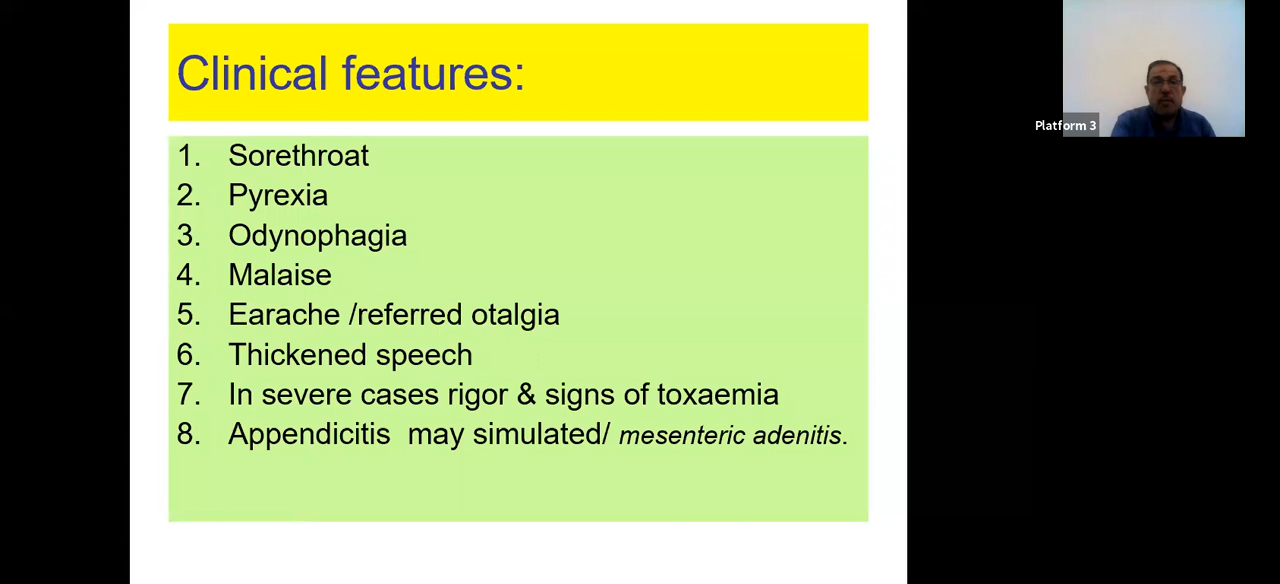 Clinical features:
1. Sorethroat
2. Pyrexia
3. Odynophagia
4. Malaise
5. Earache /referred otalgia
6. Thickened speech
7. In severe cases rigor & signs of toxaemia
8. Appendicitis  may simulated/ mesenteric adenitis.
Platform 3